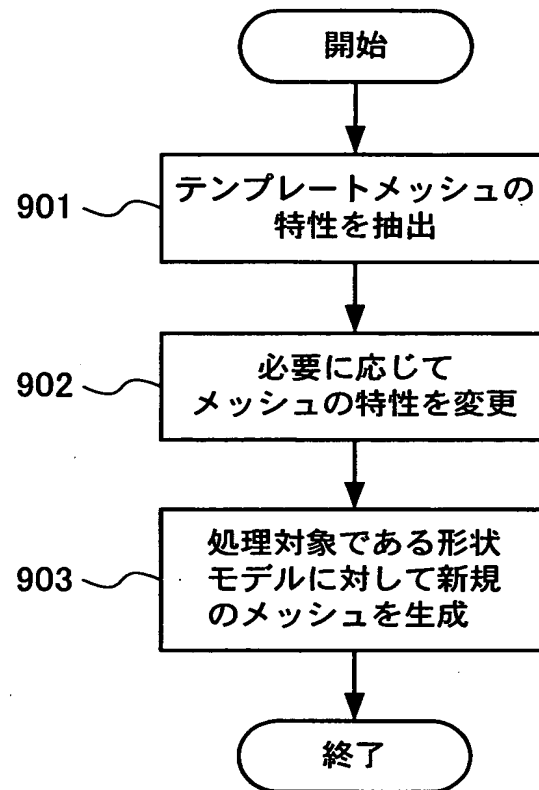 開始
901
テンプレートメッシュの
特性を抽出
902
必要に応じて
メッシュの特性を変更
903
処理対象である形状
モデルに対して新規
のメッシュを生成
終了